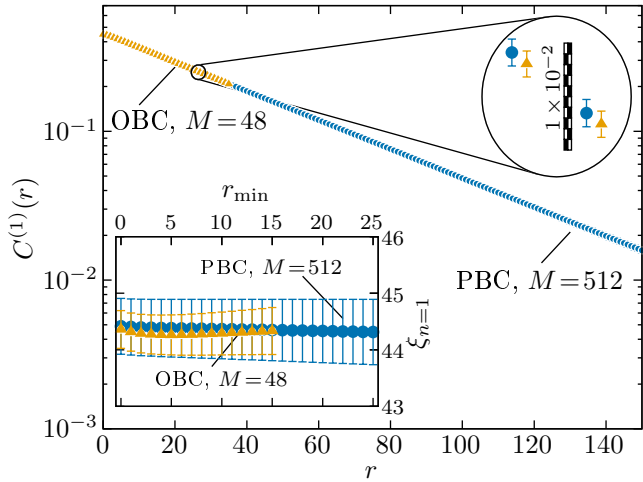 10⁻¹
10⁻²
10⁻³
C⁽¹⁾(r)
0 20 40 60 80 100 120 140
r
OBC, M=48
PBC, M=512
1×10⁻²
r_min
0 5 10 15 20 25
46
45
44
43
ξ_{n=1}
PBC, M=512
OBC, M=48